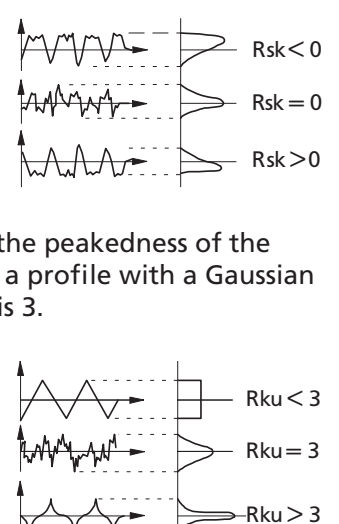 Rsk < 0
Rsk = 0
Rsk >0
the peakedness of the
a profile with a Gaussian
is 3.
Rku < 3
Rku = 3
Rku > 3